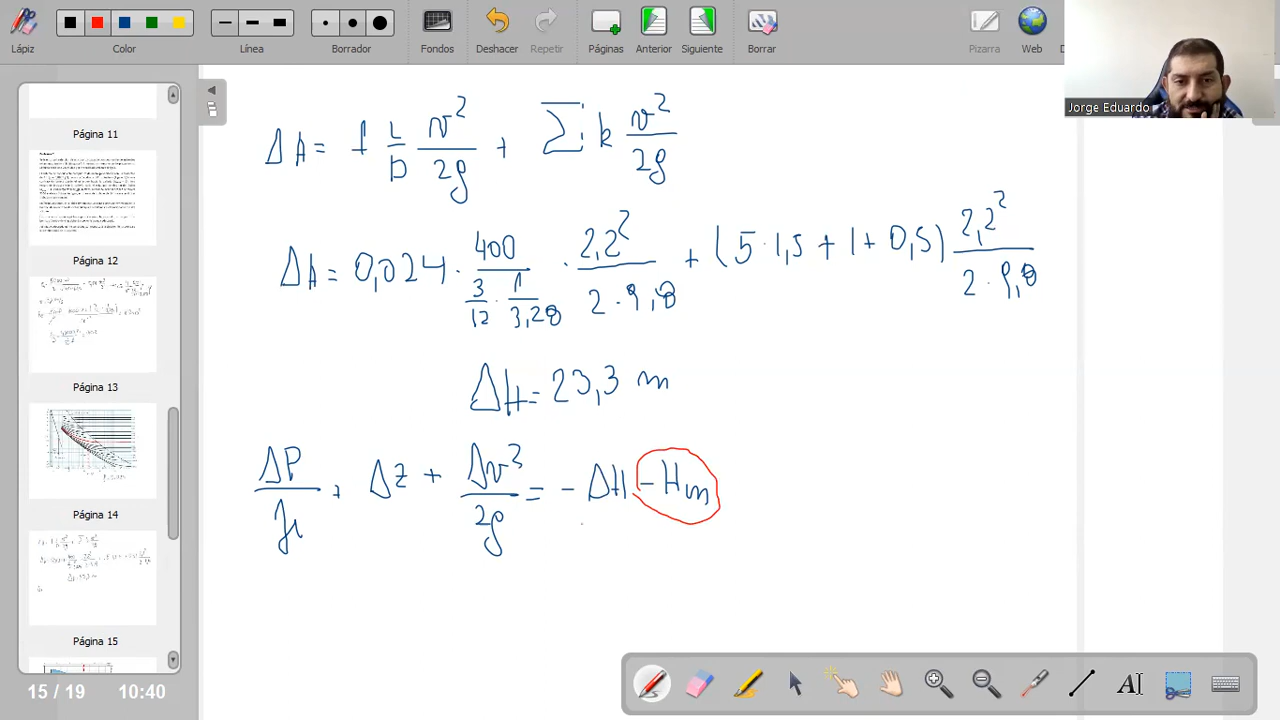 Lápiz Color Línea Borrador Fondos Deshacer Repetir Páginas Anterior Siguiente Borrar Pizarra Web
Jorge Eduardo
Página 11
Página 12
Página 13
Página 14
Página 15
15 / 19 10:40
ΔH = f L/D v²/2g + Σ k v²/2g
ΔH = 0,024 · 400/(3/12 · 1/3,28) · 2,2²/(2 · 9,8) + (5 · 1,5 + 1 + 0,5) 2,2²/(2 · 9,8)
ΔH = 23,3 m
ΔP/γ + Δz + Δv²/2g = - ΔH - Hm